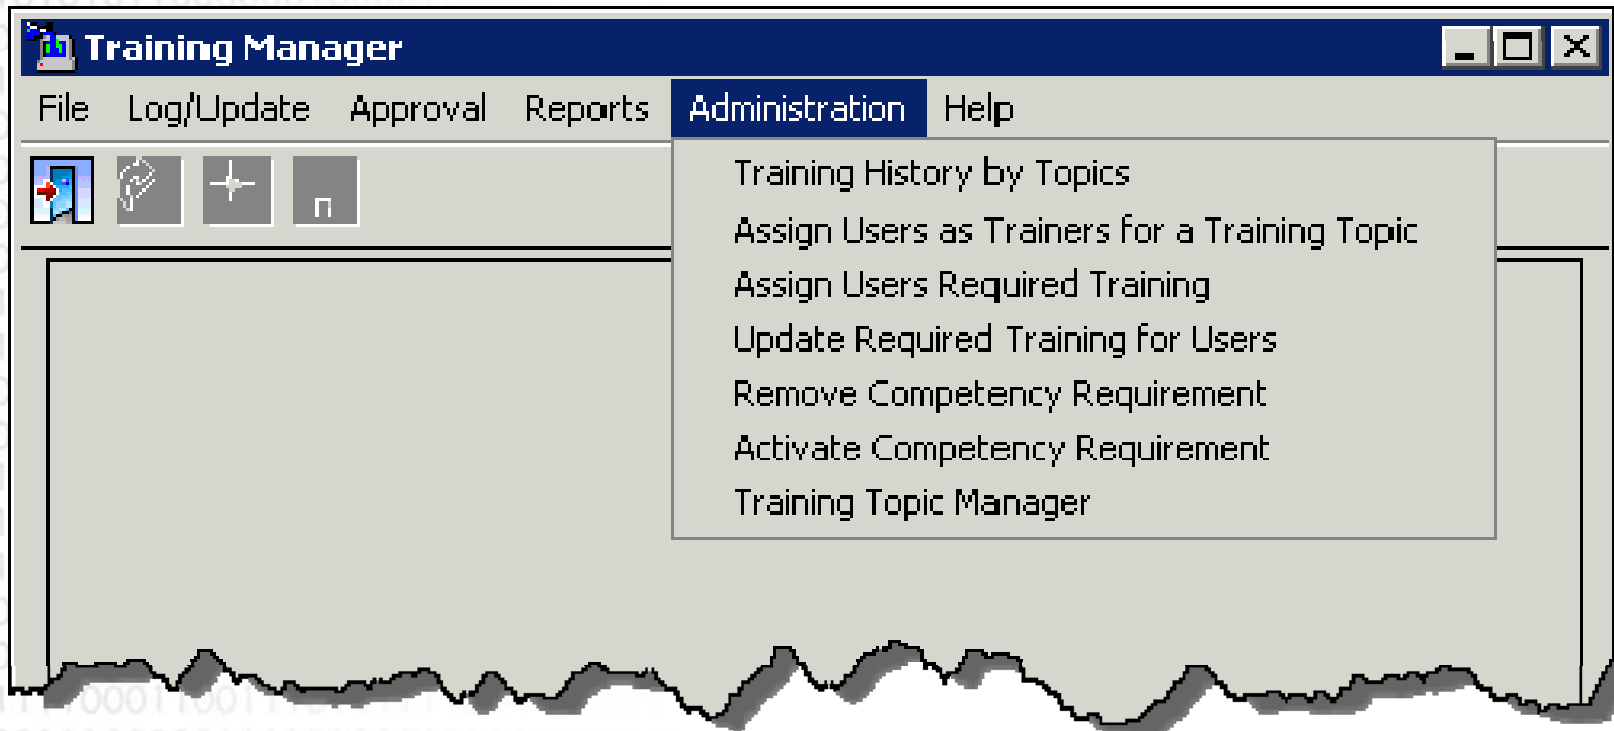 Training Manager
File Log/Update Approval Reports Administration Help
Training History by Topics
Assign Users as Trainers for a Training Topic
Assign Users Required Training
Update Required Training for Users
Remove Competency Requirement
Activate Competency Requirement
Training Topic Manager